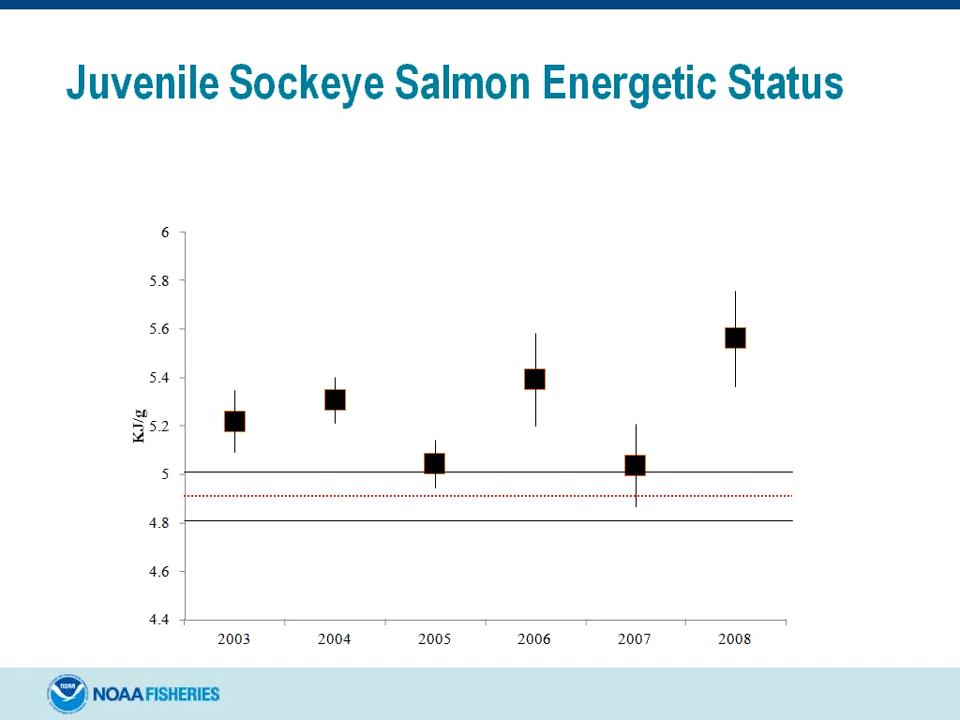 Juvenile Sockeye Salmon Energetic Status
6
5.8
5.6
5.4
5.2
5
4.8
4.6
4.4
KJ/g
2003 2004 2005 2006 2007 2008
NOAA
NOAA FISHERIES